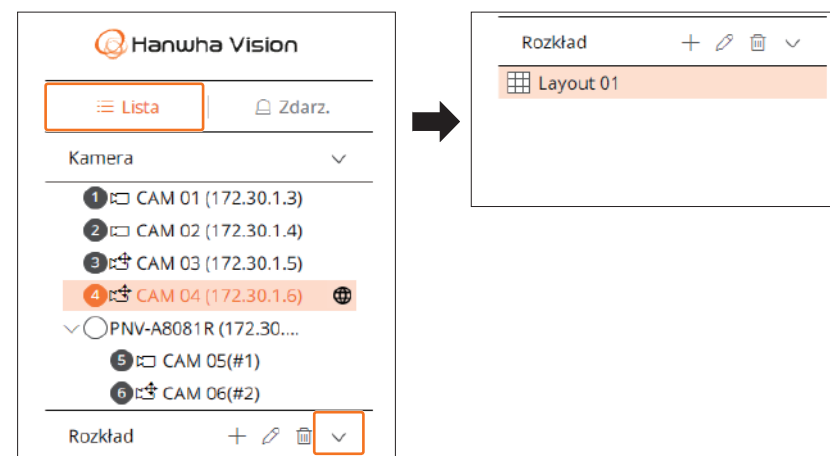 Hanwha Vision
Lista
Zdarz.
Kamera
1 CAM 01 (172.30.1.3)
2 CAM 02 (172.30.1.4)
3 CAM 03 (172.30.1.5)
4 CAM 04 (172.30.1.6)
PNV-A8081R (172.30....
5 CAM 05(#1)
6 CAM 06(#2)
Rozkład
Rozkład
Layout 01